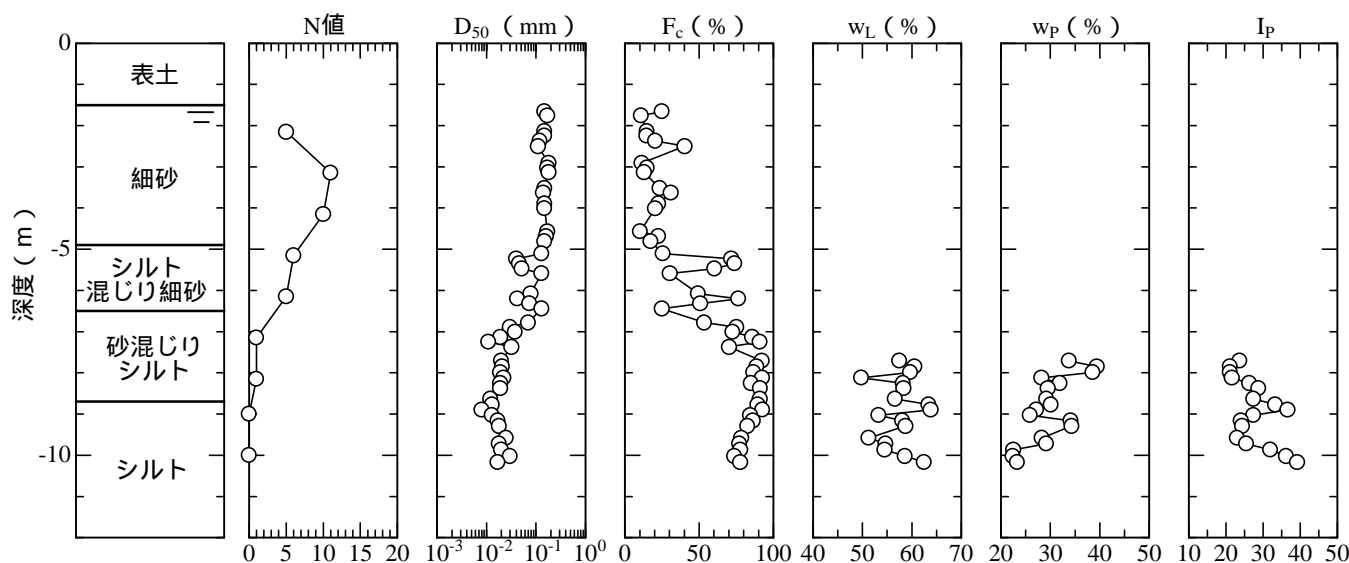 N値
D50 ( mm )
Fc ( % )
wL ( % )
wP ( % )
IP
深度 ( m )
0
-5
-10
表土
細砂
シルト
混じり細砂
砂混じり
シルト
シルト
0 5 10 15 20
10-3 10-2 10-1 100
0 50 100
40 50 60 70
20 30 40 50
10 20 30 40 50